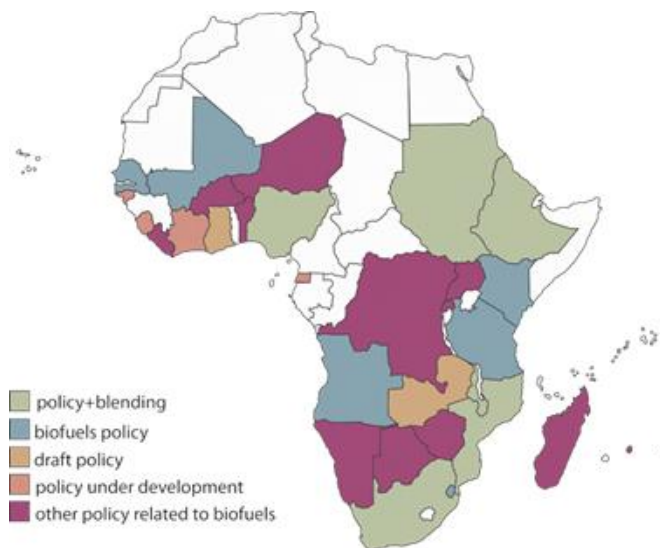 policy+blending
biofuels policy
draft policy
policy under development
other policy related to biofuels